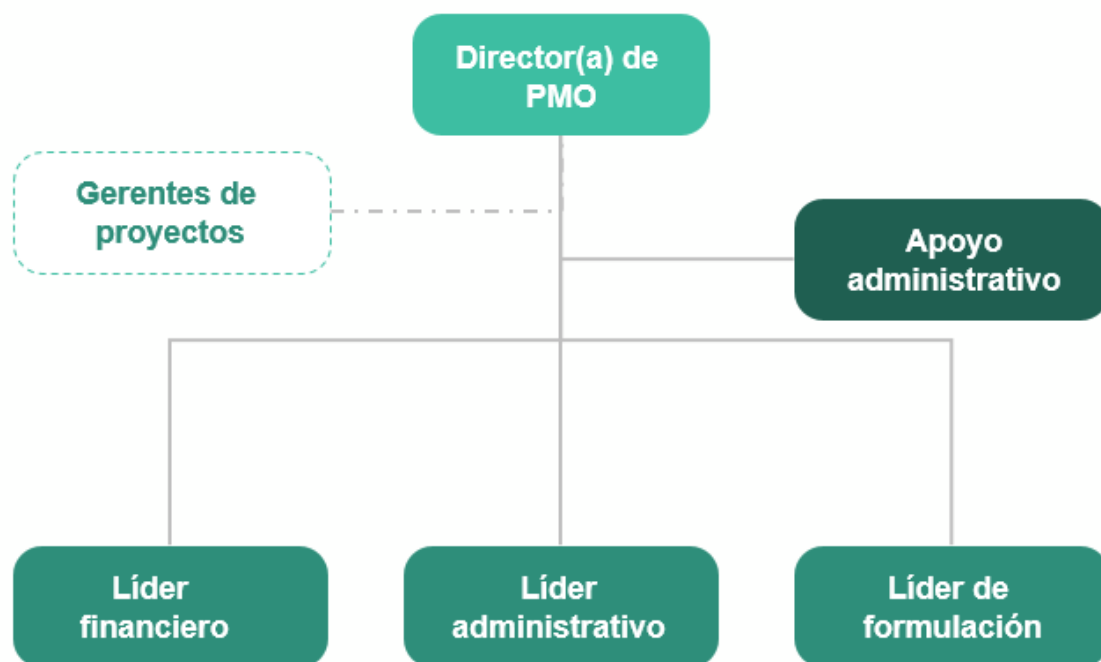 Director(a) de
PMO
Gerentes de
proyectos
Apoyo
administrativo
Líder
financiero
Líder
administrativo
Líder de
formulación